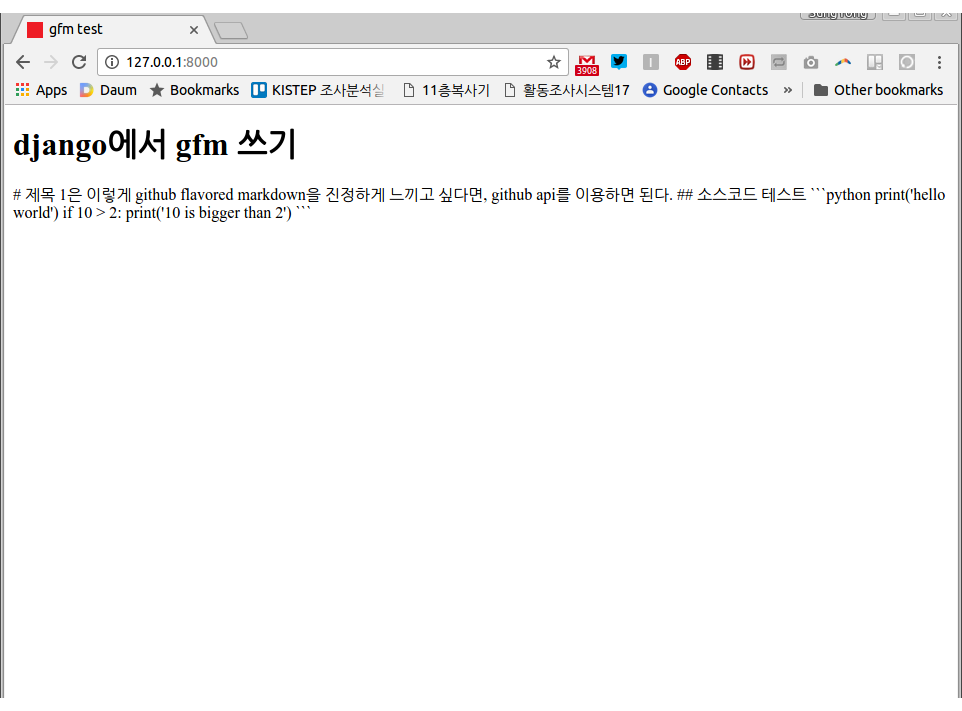 SungYong
gfm test
127.0.0.1:8000
3908
ABP
Apps Daum Bookmarks KISTEP 조사분석실 11층복사기 활동조사시스템17 Google Contacts » Other bookmarks
django에서 gfm 쓰기
# 제목 1은 이렇게 github flavored markdown을 진정하게 느끼고 싶다면, github api를 이용하면 된다. ## 소스코드 테스트 ```python print('hello
world') if 10 > 2: print('10 is bigger than 2') ```